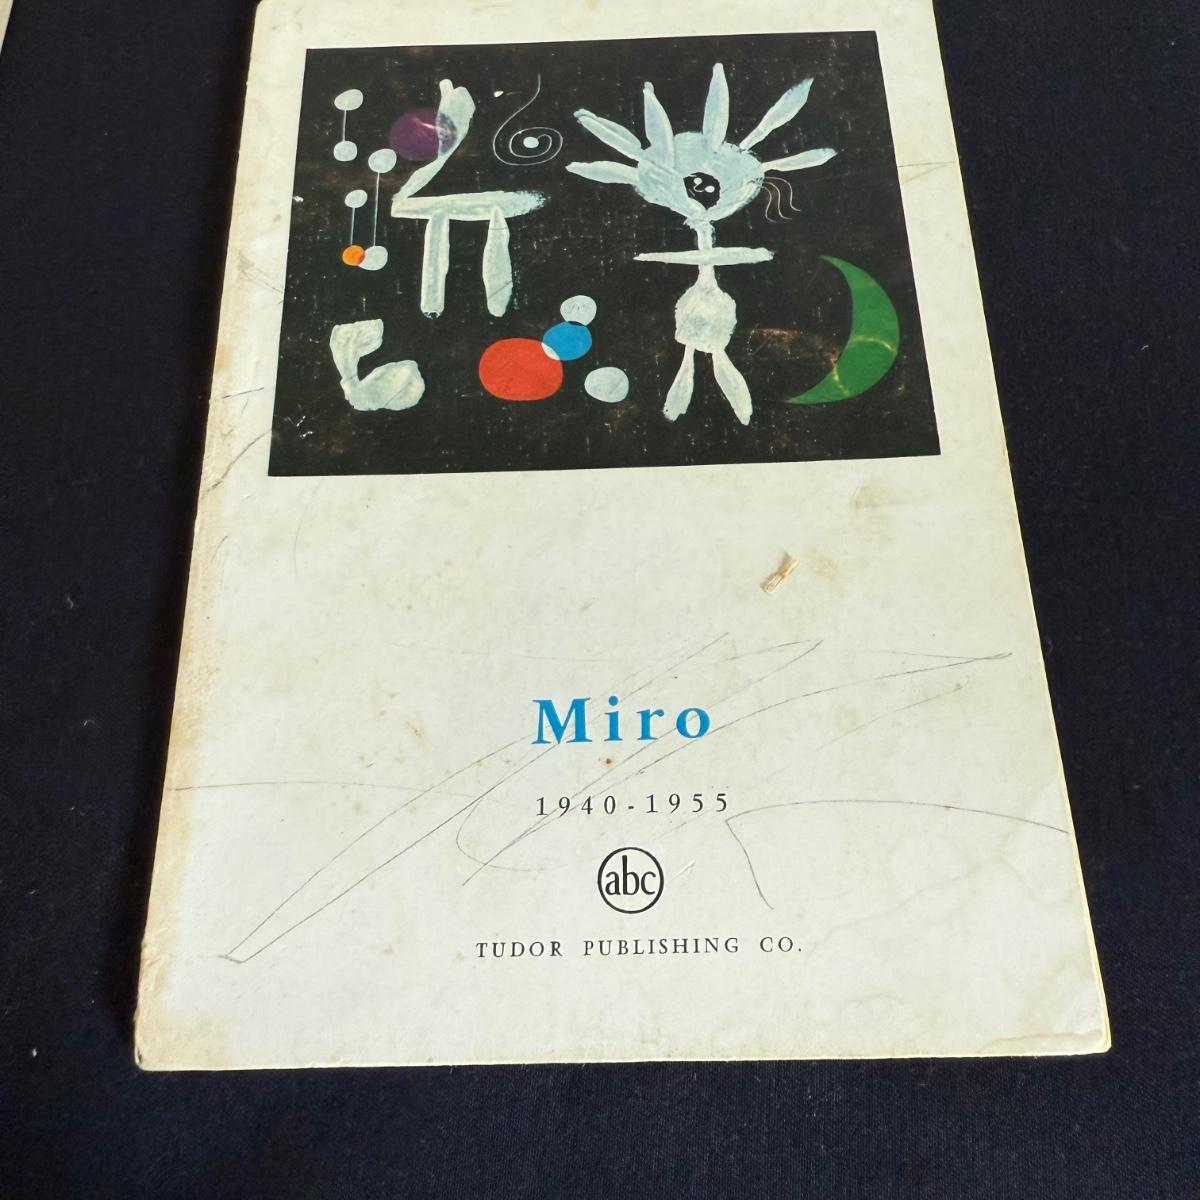 Miro
1940-1955
abc
TUDOR PUBLISHING CO.